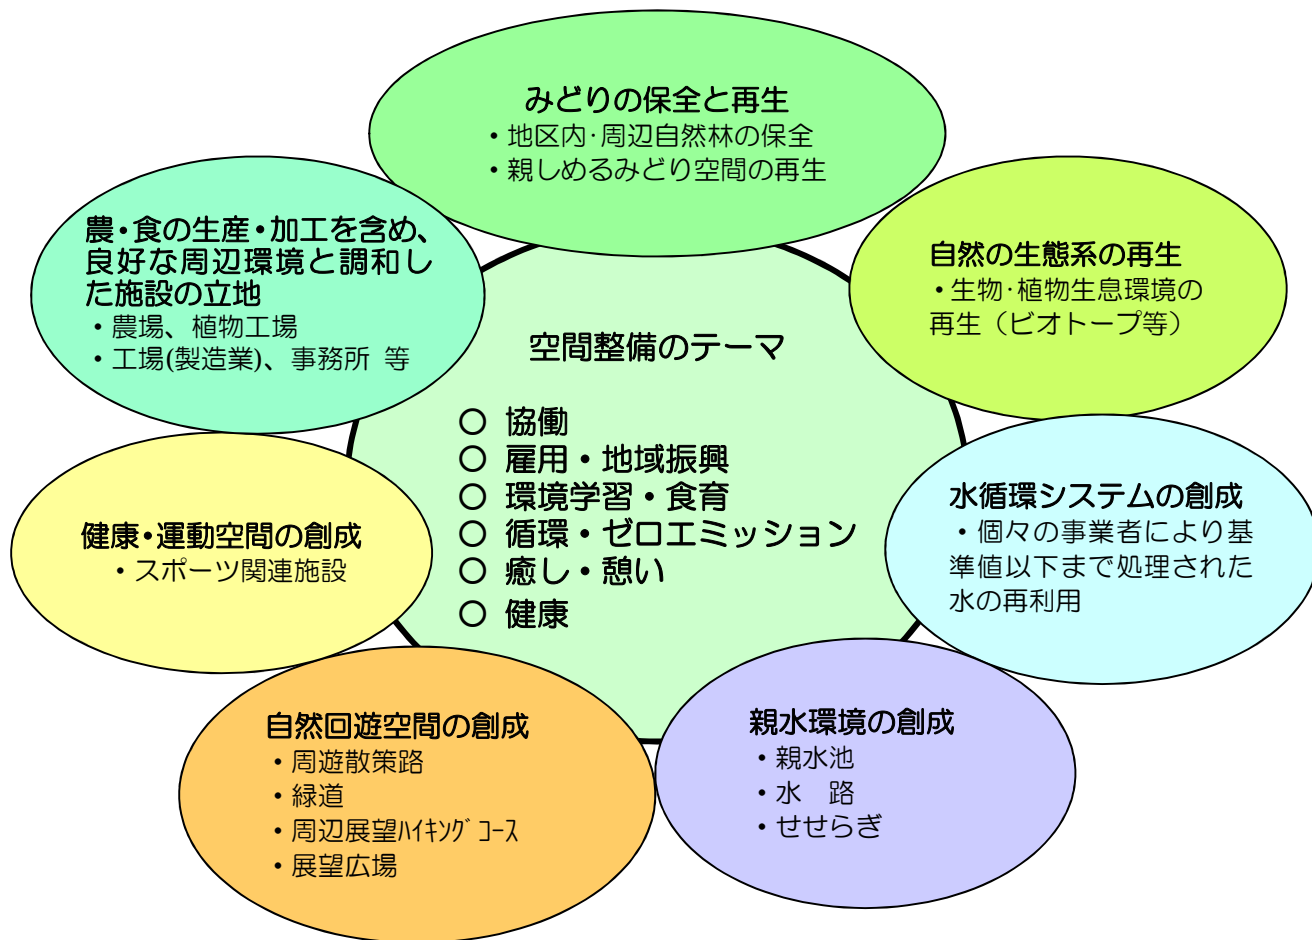 みどりの保全と再生
・地区内・周辺自然林の保全
・親しめるみどり空間の再生
農・食の生産・加工を含め、
良好な周辺環境と調和し
た施設の立地
・農場、植物工場
・工場(製造業)、事務所 等
自然の生態系の再生
・生物・植物生息環境の
再生（ビオトープ等）
空間整備のテーマ
○ 協働
○ 雇用・地域振興
○ 環境学習・食育
○ 循環・ゼロエミッション
○ 癒し・憩い
○ 健康
水循環システムの創成
・個々の事業者により基
準値以下まで処理された
水の再利用
健康・運動空間の創成
・スポーツ関連施設
自然回遊空間の創成
・周遊散策路
・緑道
・周辺展望ﾊｲｷﾝｸﾞｺｰｽ
・展望広場
親水環境の創成
・親水池
・水　路
・せせらぎ